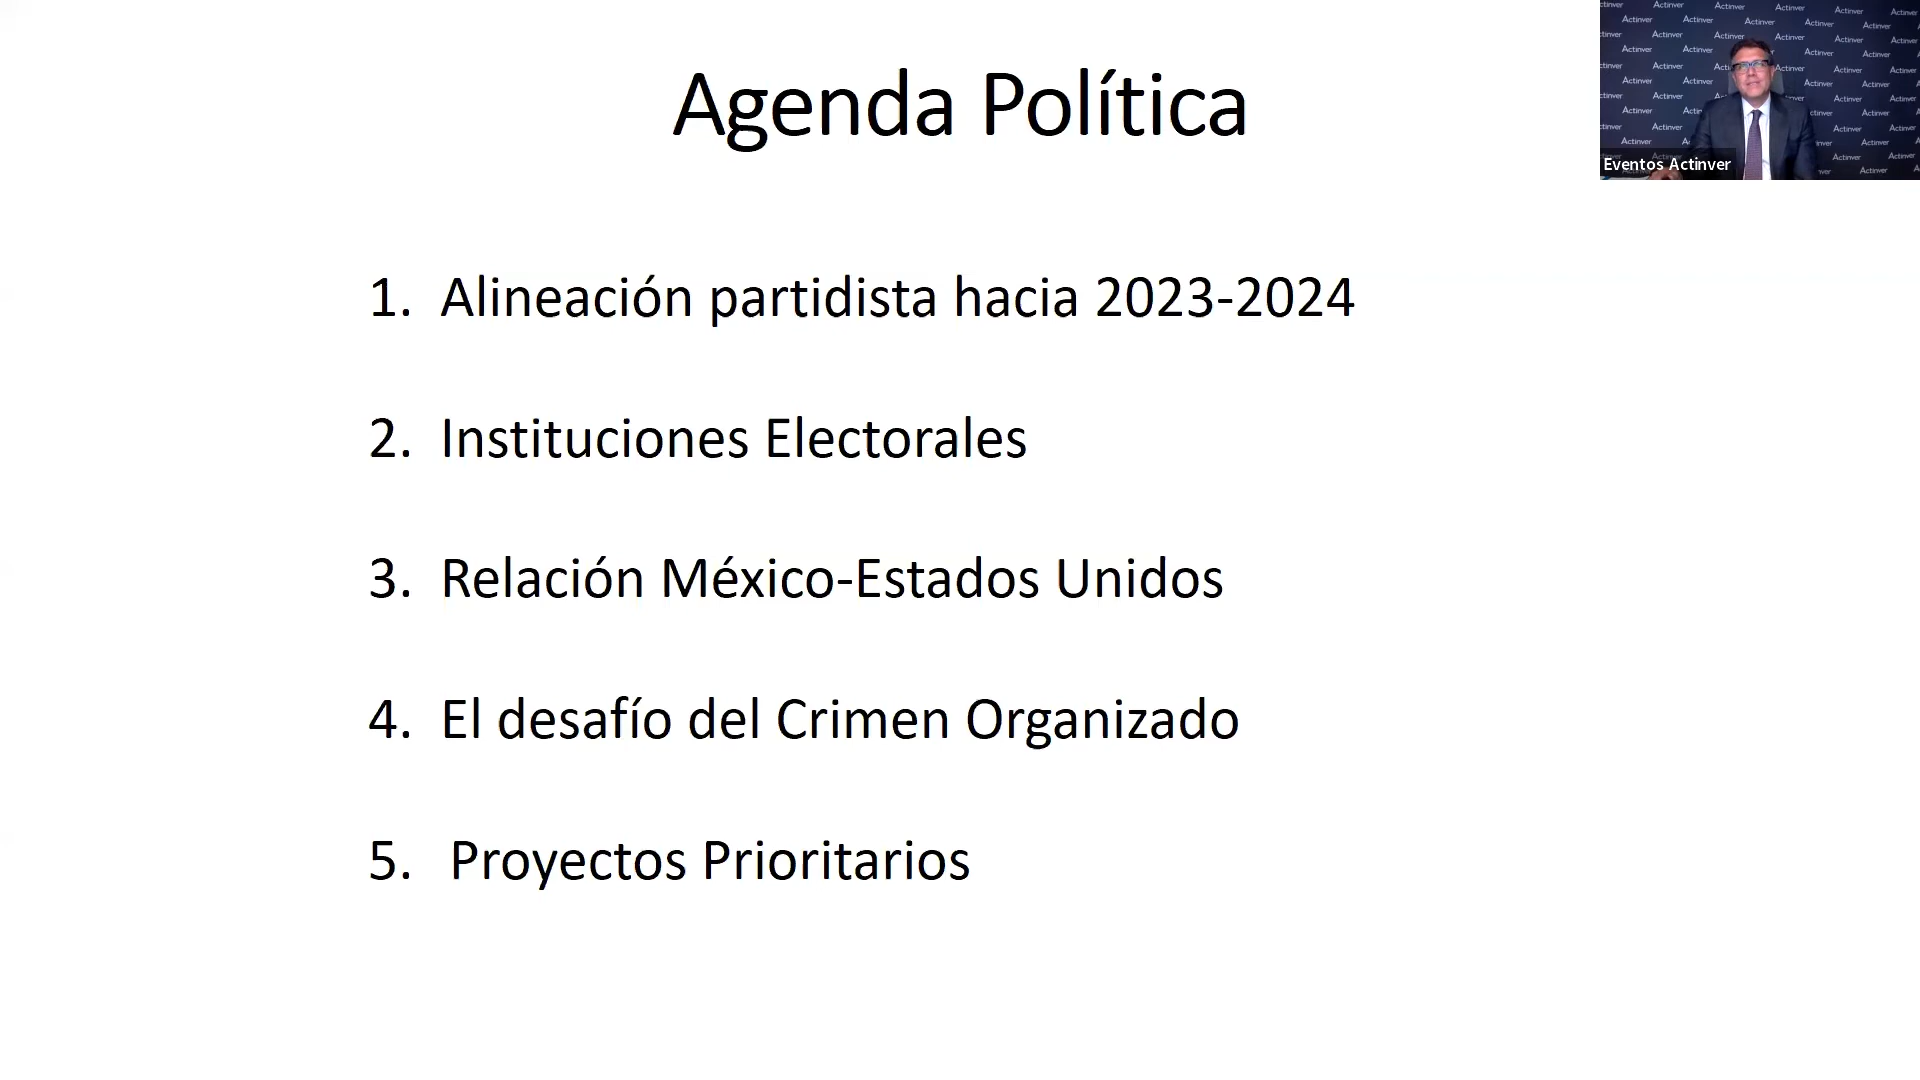 Agenda Política
1. Alineación partidista hacia 2023-2024
2. Instituciones Electorales
3. Relación México-Estados Unidos
4. El desafío del Crimen Organizado
5. Proyectos Prioritarios
Actinver
Eventos Actinver